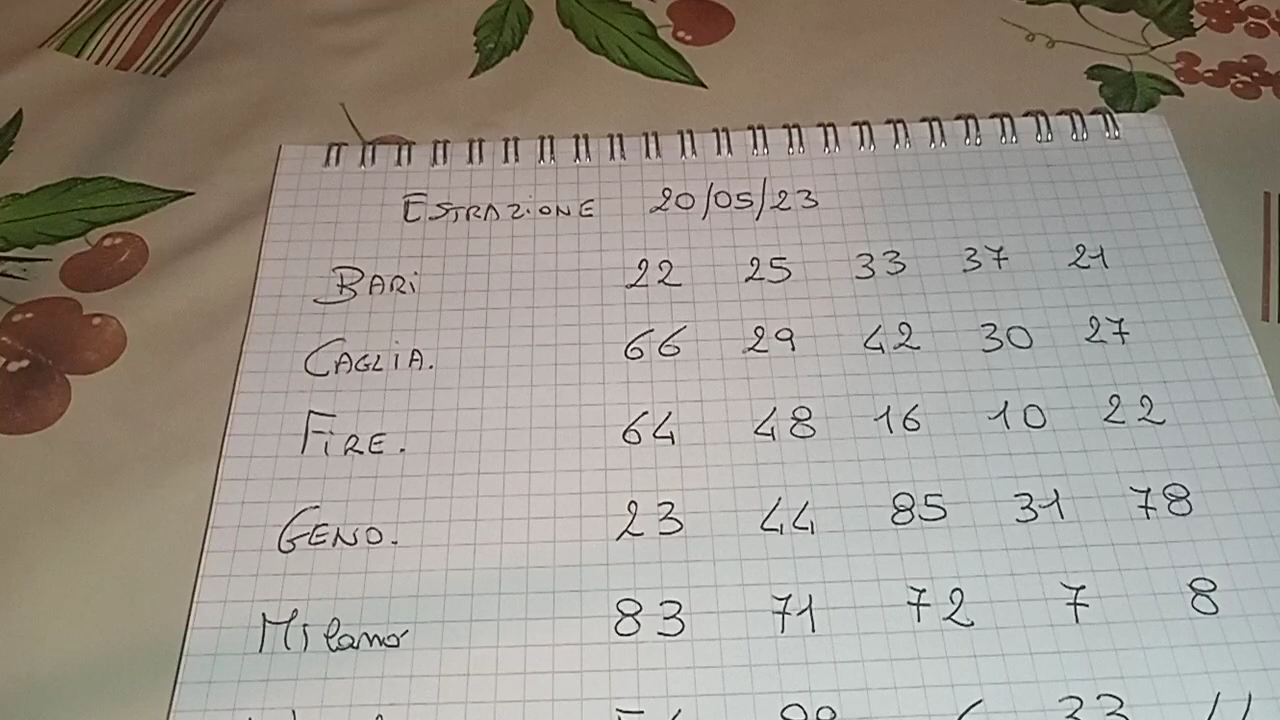 ESTRAZIONE 20/05/23
BARI 22 25 33 37 21
CAGLIA. 66 29 42 30 27
FIRE. 64 48 16 10 22
GENO. 23 44 85 31 78
Milano 83 71 72 7 8